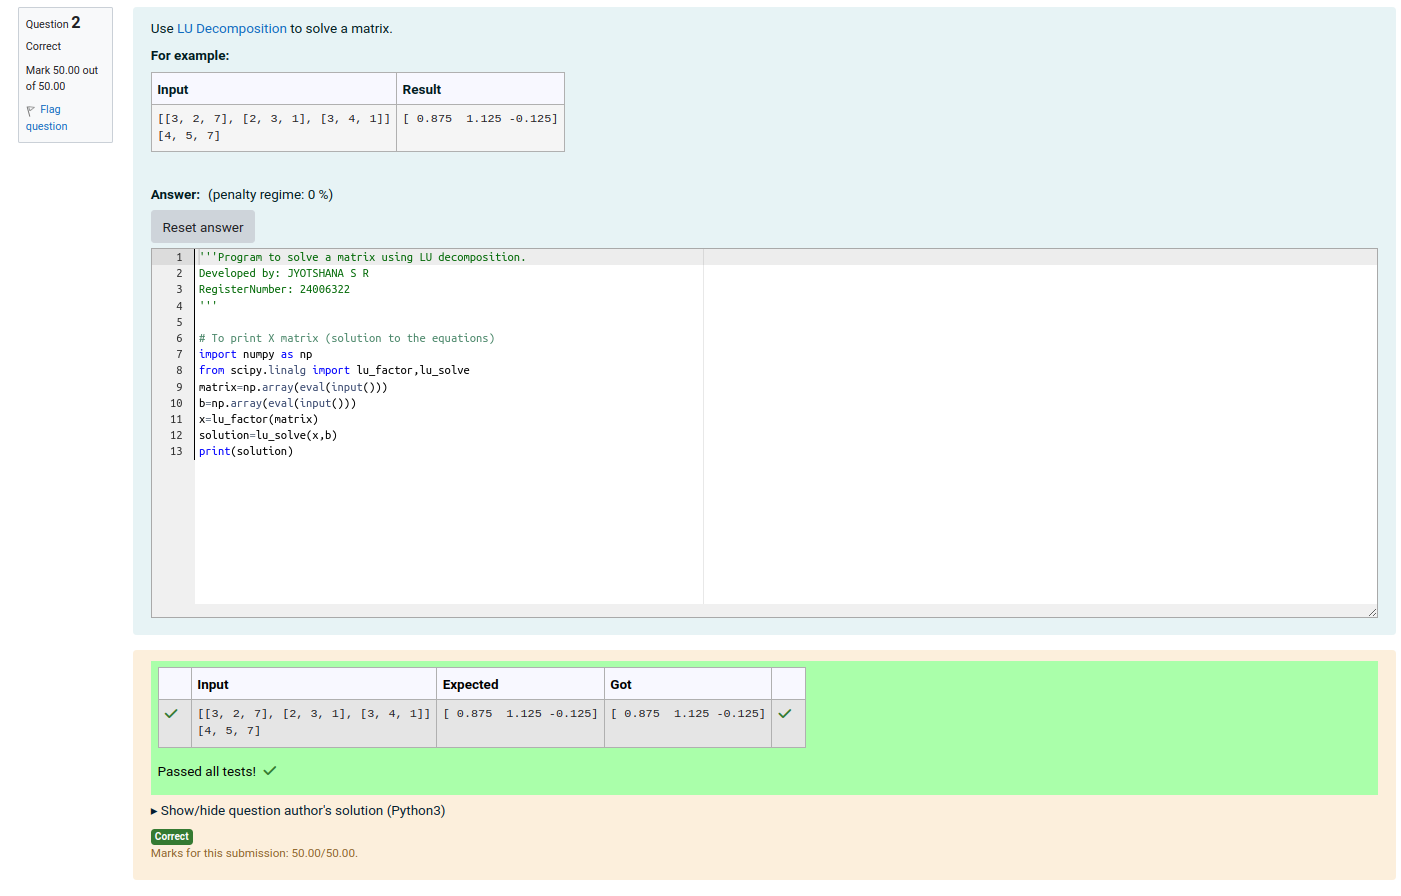 Question 2
Correct
Mark 50.00 out
of 50.00
Flag
question
Use LU Decomposition to solve a matrix.
For example:
Input Result
[[3, 2, 7], [2, 3, 1], [3, 4, 1]] [ 0.875  1.125 -0.125]
[4, 5, 7]
Answer: (penalty regime: 0 %)
Reset answer
1 '''Program to solve a matrix using LU decomposition.
2 Developed by: JYOTSHANA S R
3 RegisterNumber: 24006322
4 '''
5
6 # To print X matrix (solution to the equations)
7 import numpy as np
8 from scipy.linalg import lu_factor,lu_solve
9 matrix=np.array(eval(input()))
10 b=np.array(eval(input()))
11 x=lu_factor(matrix)
12 solution=lu_solve(x,b)
13 print(solution)
Input Expected Got
[[3, 2, 7], [2, 3, 1], [3, 4, 1]] [ 0.875  1.125 -0.125] [ 0.875  1.125 -0.125]
[4, 5, 7]
Passed all tests!
Show/hide question author's solution (Python3)
Correct
Marks for this submission: 50.00/50.00.